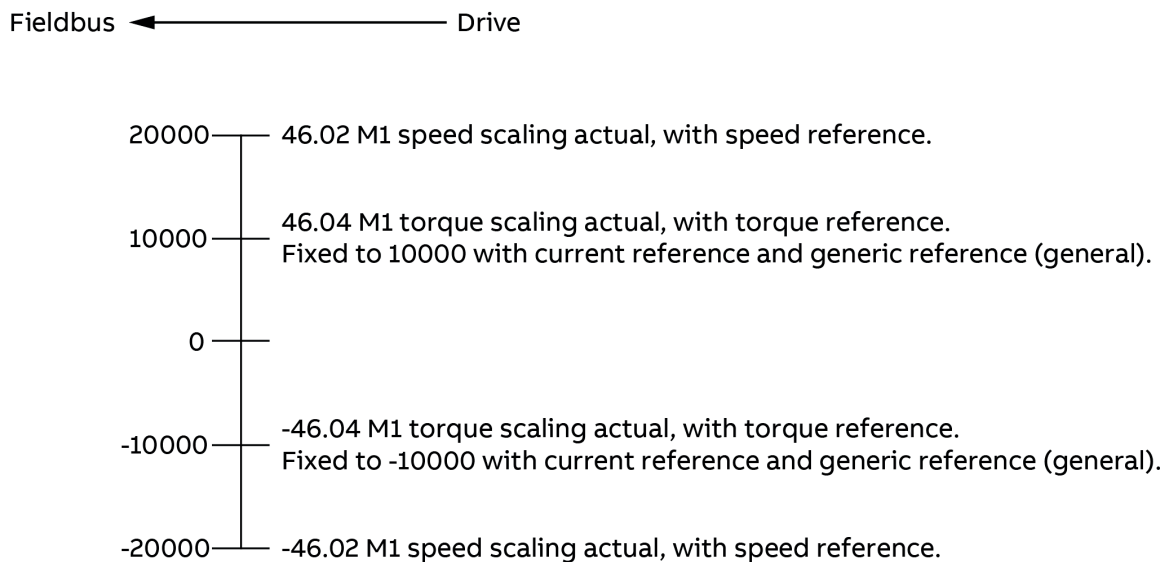 Fieldbus Drive
20000 46.02 M1 speed scaling actual, with speed reference.
46.04 M1 torque scaling actual, with torque reference.
10000
Fixed to 10000 with current reference and generic reference (general).
0
-46.04 M1 torque scaling actual, with torque reference.
-10000
Fixed to -10000 with current reference and generic reference (general).
-20000 -46.02 M1 speed scaling actual, with speed reference.